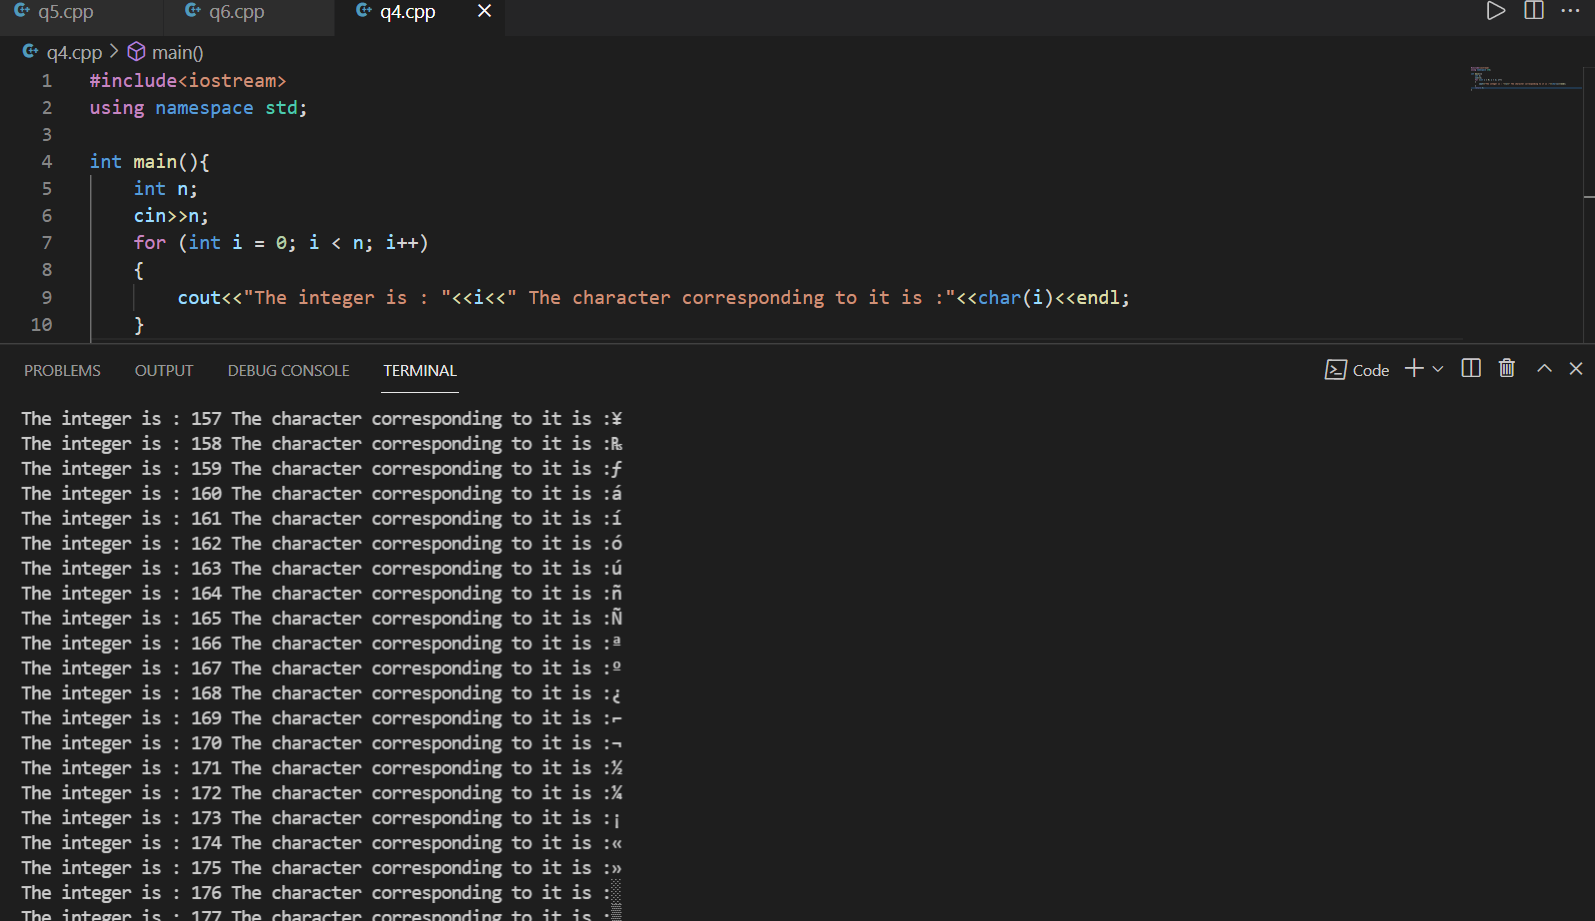 q5.cpp q6.cpp q4.cpp
q4.cpp > main()
1 #include<iostream>
2 using namespace std;
3
4 int main(){
5 int n;
6 cin>>n;
7 for (int i = 0; i < n; i++)
8 {
9 cout<<"The integer is : "<<i<<" The character corresponding to it is :"<<char(i)<<endl;
10 }
PROBLEMS OUTPUT DEBUG CONSOLE TERMINAL Code
The integer is : 157 The character corresponding to it is :¥
The integer is : 158 The character corresponding to it is :₧
The integer is : 159 The character corresponding to it is :ƒ
The integer is : 160 The character corresponding to it is :á
The integer is : 161 The character corresponding to it is :í
The integer is : 162 The character corresponding to it is :ó
The integer is : 163 The character corresponding to it is :ú
The integer is : 164 The character corresponding to it is :ñ
The integer is : 165 The character corresponding to it is :Ñ
The integer is : 166 The character corresponding to it is :ª
The integer is : 167 The character corresponding to it is :º
The integer is : 168 The character corresponding to it is :¿
The integer is : 169 The character corresponding to it is :⌐
The integer is : 170 The character corresponding to it is :¬
The integer is : 171 The character corresponding to it is :½
The integer is : 172 The character corresponding to it is :¼
The integer is : 173 The character corresponding to it is :¡
The integer is : 174 The character corresponding to it is :«
The integer is : 175 The character corresponding to it is :»
The integer is : 176 The character corresponding to it is :░
The integer is : 177 The character corresponding to it is :▒